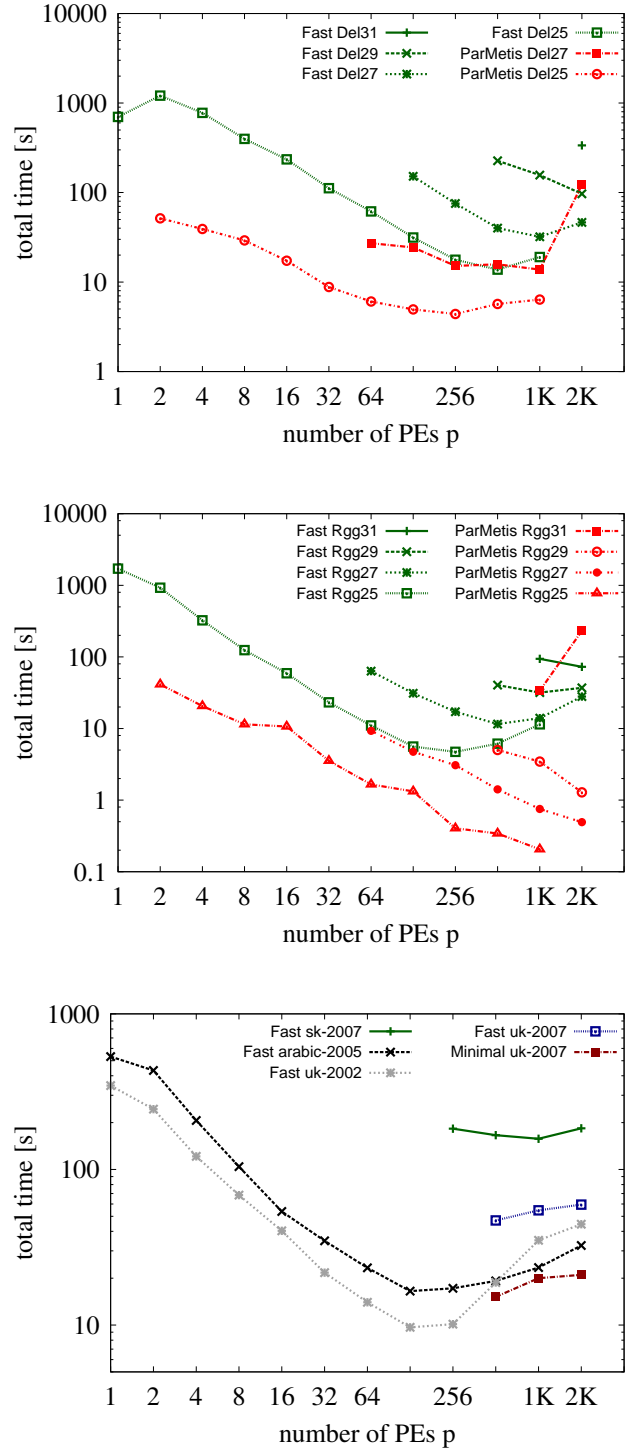 10000
1000
100
10
1
total time [s]
Fast Del31
Fast Del29
Fast Del27
Fast Del25
ParMetis Del27
ParMetis Del25
1 2 4 8 16 32 64 256 1K 2K
number of PEs p
10000
1000
100
10
1
0.1
total time [s]
Fast Rgg31
Fast Rgg29
Fast Rgg27
Fast Rgg25
ParMetis Rgg31
ParMetis Rgg29
ParMetis Rgg27
ParMetis Rgg25
1 2 4 8 16 32 64 256 1K 2K
number of PEs p
1000
100
10
total time [s]
Fast sk-2007
Fast arabic-2005
Fast uk-2002
Fast uk-2007
Minimal uk-2007
1 2 4 8 16 32 64 256 1K 2K
number of PEs p